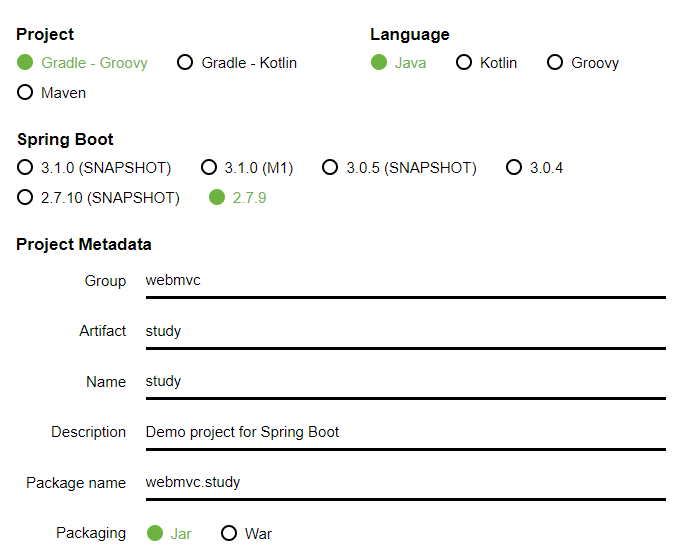 Project
Language
Gradle - Groovy Gradle - Kotlin
Java Kotlin Groovy
Maven
Spring Boot
3.1.0 (SNAPSHOT) 3.1.0 (M1) 3.0.5 (SNAPSHOT) 3.0.4
2.7.10 (SNAPSHOT) 2.7.9
Project Metadata
Group webmvc
Artifact study
Name study
Description Demo project for Spring Boot
Package name webmvc.study
Packaging Jar War